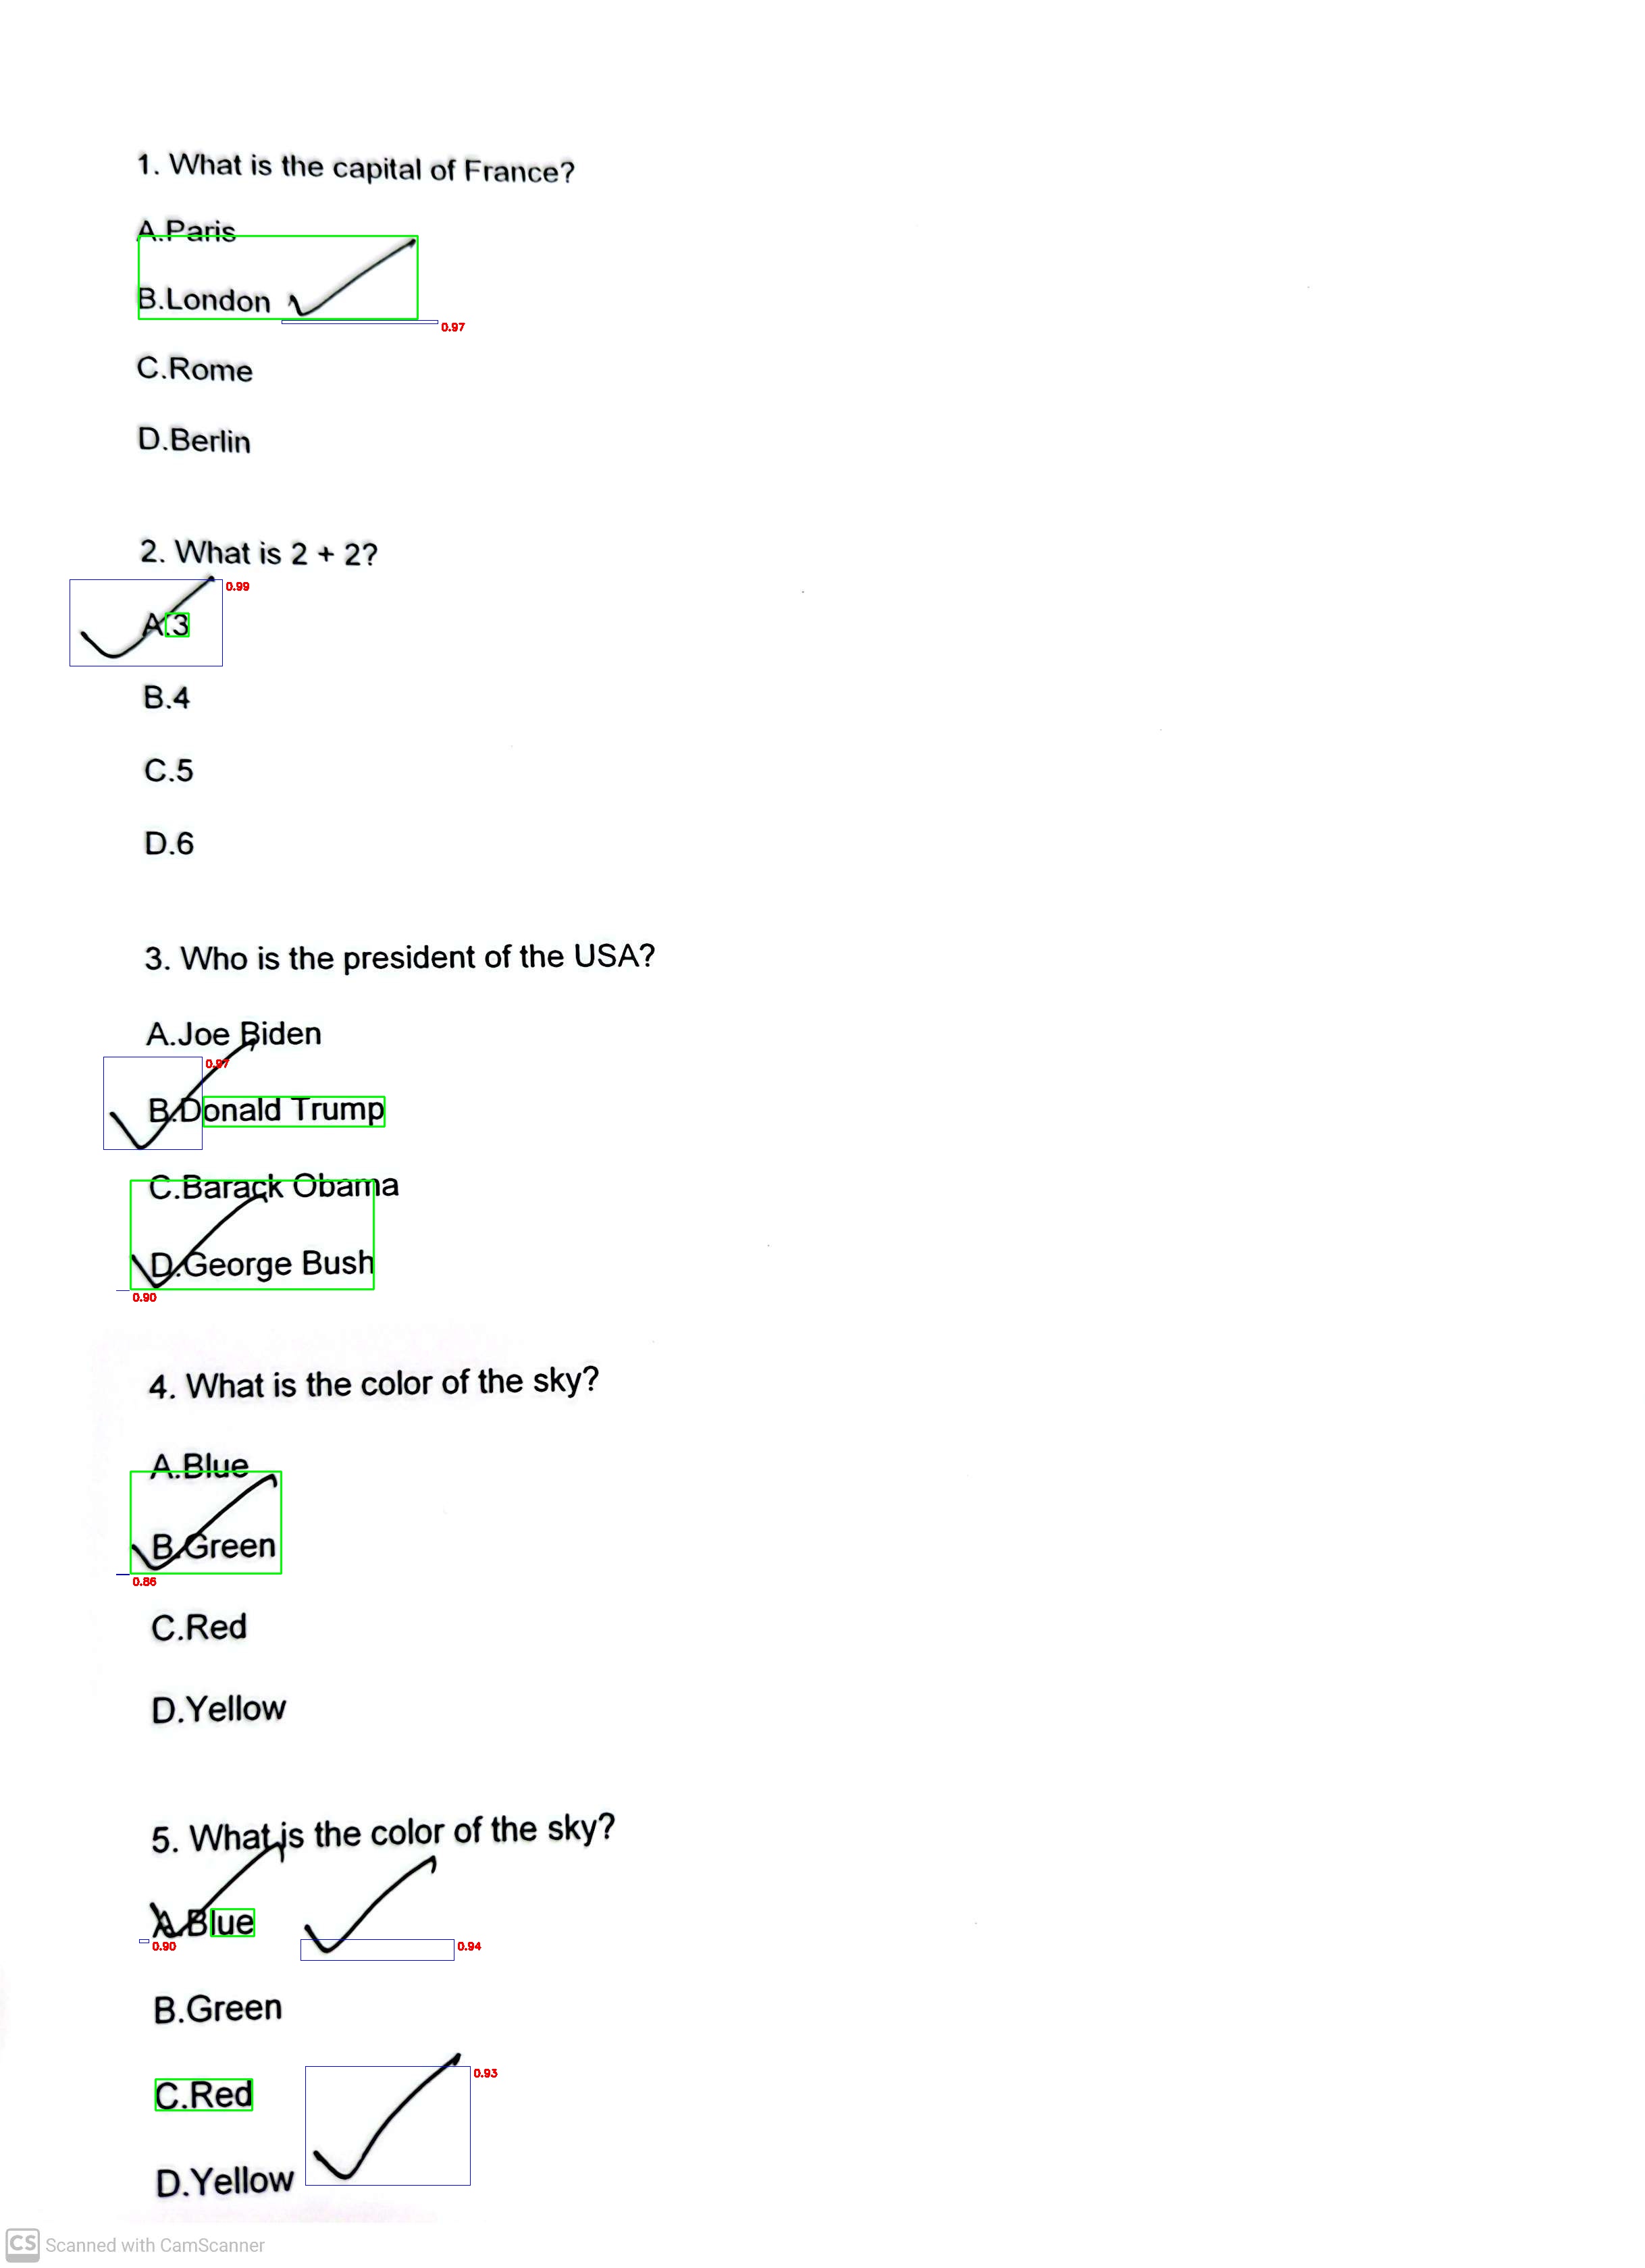 1. What is the capital of France?
A.Paris
B.London
0.97
C.Rome
D.Berlin
2. What is 2 + 2?
0.99
A.3
B.4
C.5
D.6
3. Who is the president of the USA?
A.Joe Biden
0.97
B.Donald Trump
C.Barack Obama
D.George Bush
0.90
4. What is the color of the sky?
A.Blue
B.Green
0.86
C.Red
D.Yellow
5. What is the color of the sky?
A.Blue
0.90 0.94
B.Green
0.93
C.Red
D.Yellow
CS Scanned with CamScanner